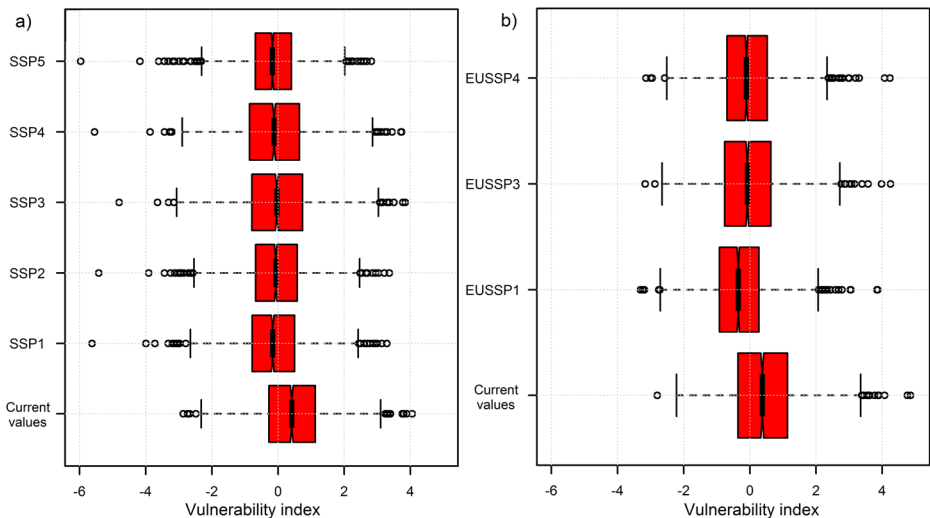 a)
SSP5
SSP4
SSP3
SSP2
SSP1
Current
values
-6 -4 -2 0 2 4
Vulnerability index
b)
EUSSP4
EUSSP3
EUSSP1
Current
values
-6 -4 -2 0 2 4
Vulnerability index